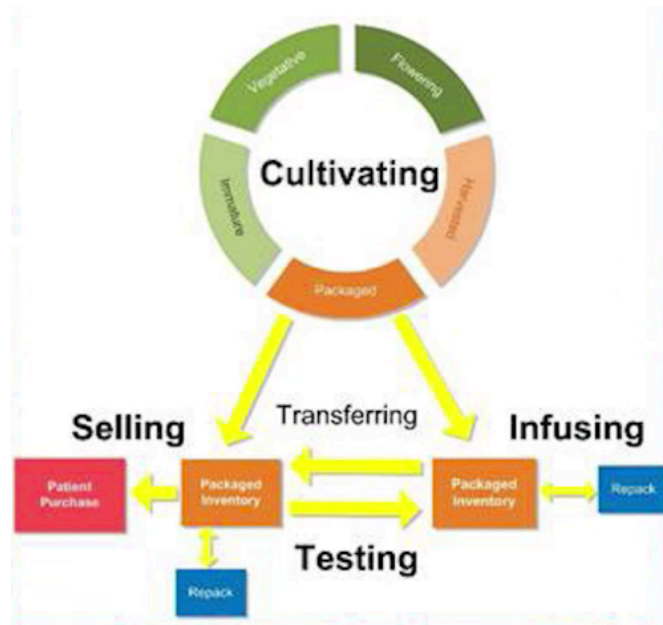 Vegetative
Flowering
Cultivating
Immature
Harvested
Packaged
Transferring
Selling
Infusing
Patient
Purchase
Packaged
Inventory
Packaged
Inventory
Repack
Testing
Repack